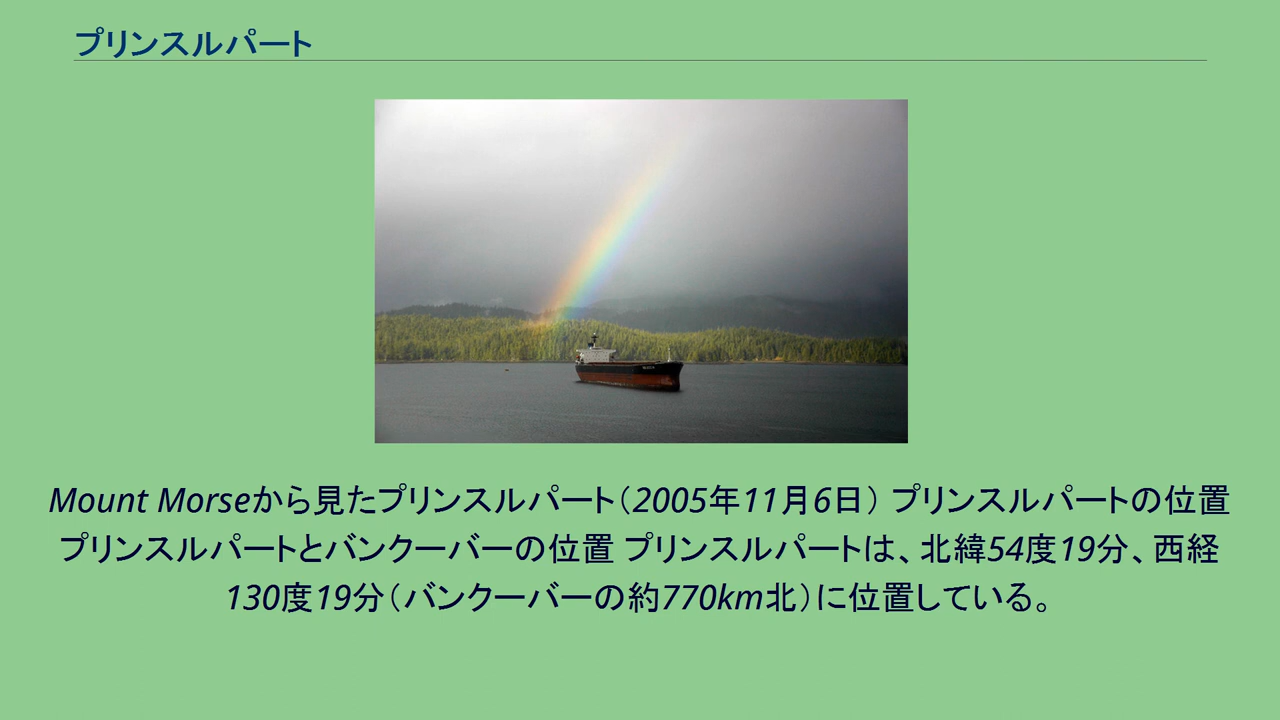 プリンスルパート
Mount Morseから見たプリンスルパート（2005年11月6日） プリンスルパートの位置
プリンスルパートとバンクーバーの位置 プリンスルパートは、北緯54度19分、西経
130度19分（バンクーバーの約770km北）に位置している。